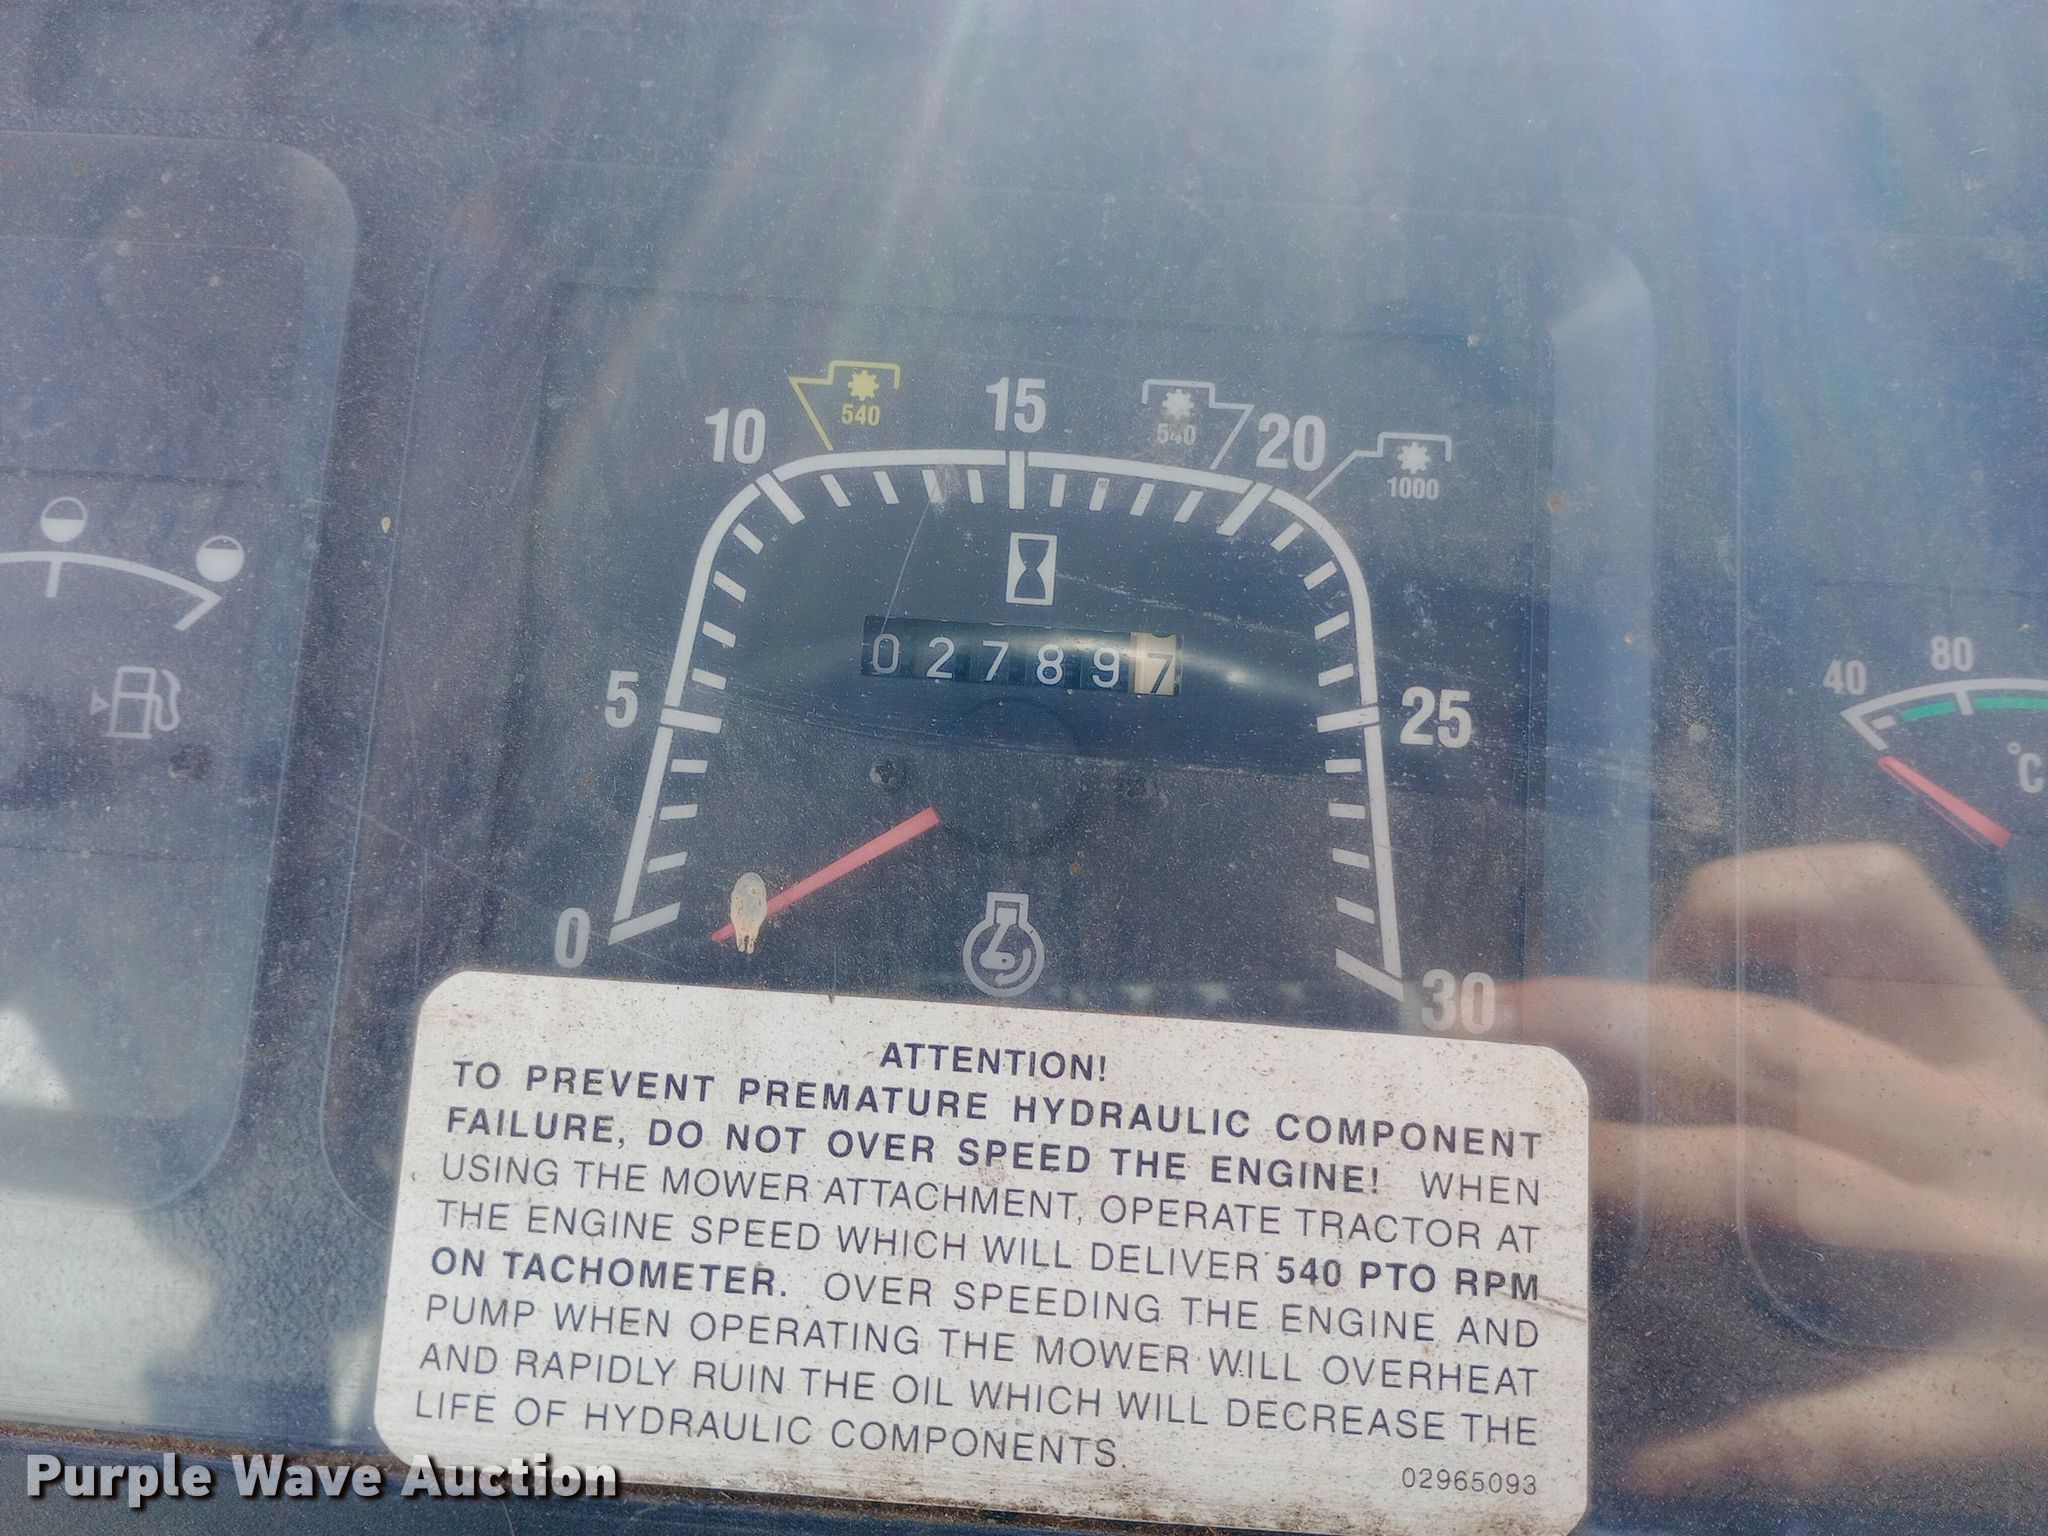 540
15
540
10
20
1000
027897
5
25
40
80
°C
0
30
ATTENTION!
TO PREVENT PREMATURE HYDRAULIC COMPONENT
FAILURE, DO NOT OVER SPEED THE ENGINE! WHEN
USING THE MOWER ATTACHMENT, OPERATE TRACTOR AT
THE ENGINE SPEED WHICH WILL DELIVER 540 PTO RPM
ON TACHOMETER. OVER SPEEDING THE ENGINE AND
PUMP WHEN OPERATING THE MOWER WILL OVERHEAT
AND RAPIDLY RUIN THE OIL WHICH WILL DECREASE THE
LIFE OF HYDRAULIC COMPONENTS.
02965093
Purple Wave Auction